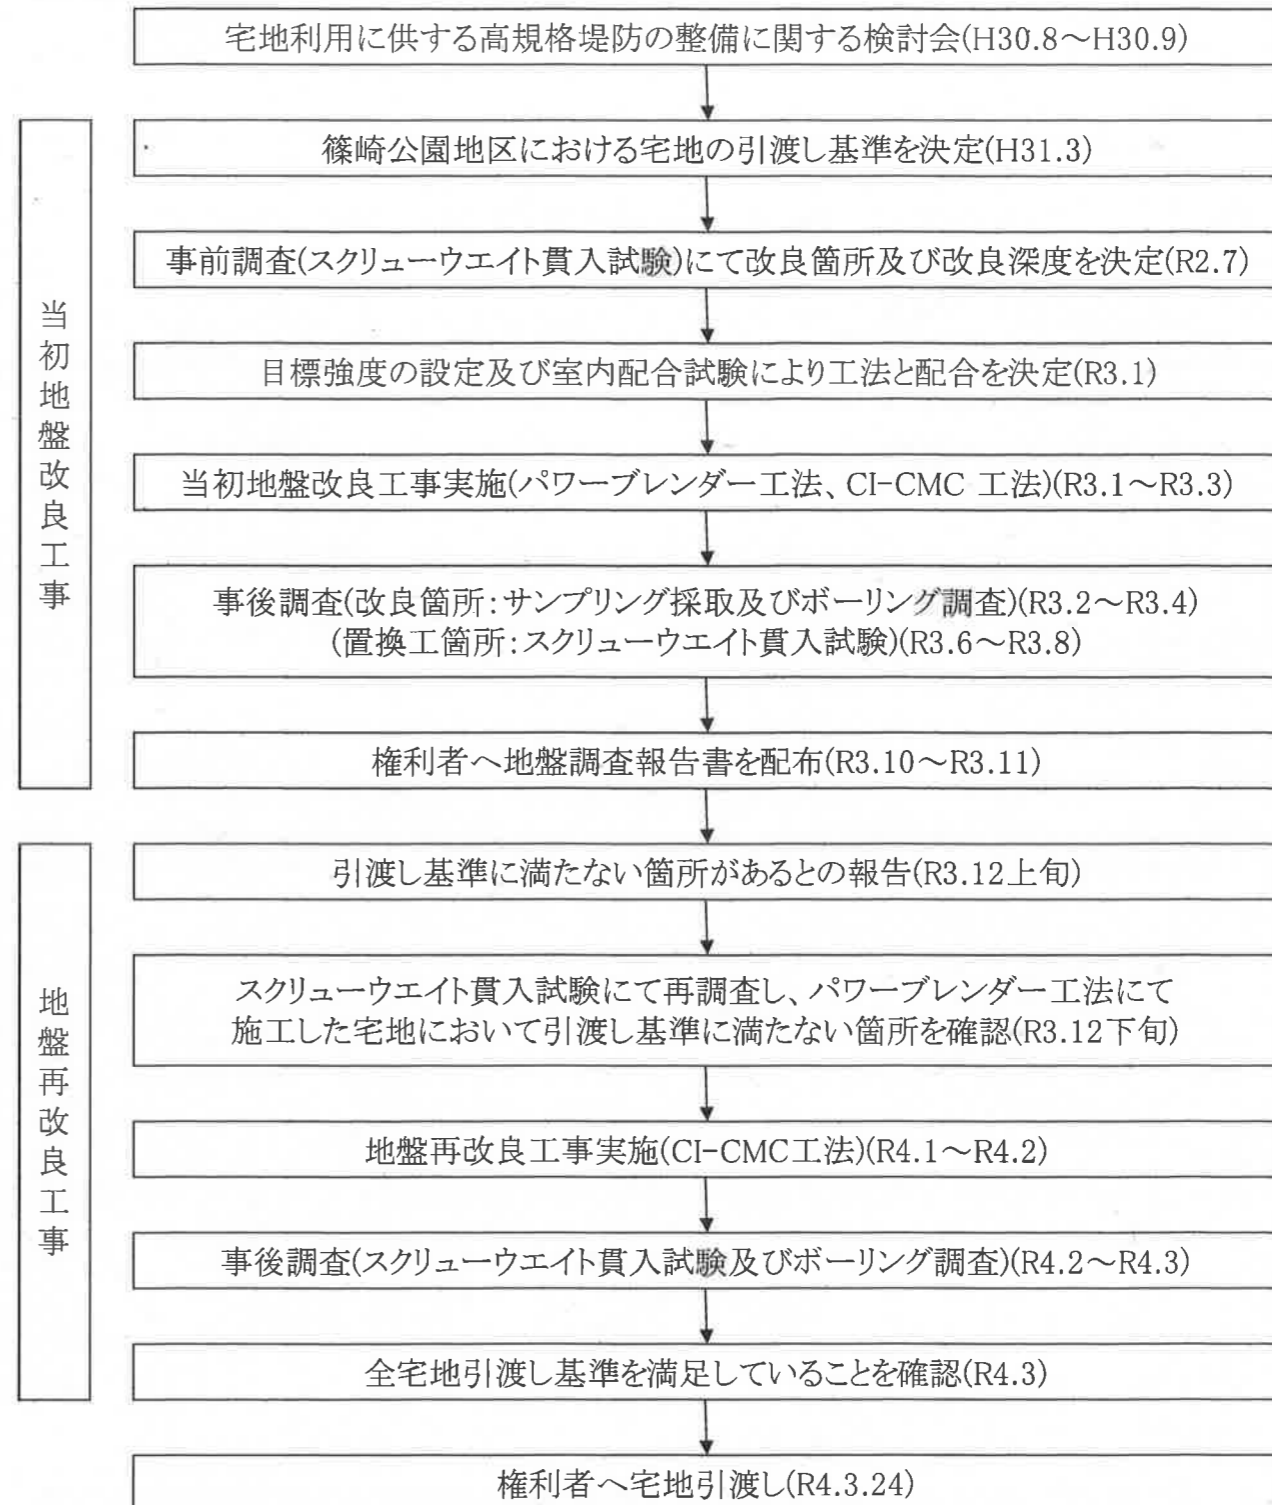 宅地利用に供する高規格堤防の整備に関する検討会(H30.8～H30.9)
当初地盤改良工事
篠崎公園地区における宅地の引渡し基準を決定(H31.3)
事前調査(スクリューウエイト貫入試験)にて改良箇所及び改良深度を決定(R2.7)
目標強度の設定及び室内配合試験により工法と配合を決定(R3.1)
当初地盤改良工事実施(パワーブレンダー工法、CI-CMC 工法)(R3.1～R3.3)
事後調査(改良箇所:サンプリング採取及びボーリング調査)(R3.2～R3.4)
(置換工箇所:スクリューウエイト貫入試験)(R3.6～R3.8)
権利者へ地盤調査報告書を配布(R3.10～R3.11)
地盤再改良工事
引渡し基準に満たない箇所があるとの報告(R3.12上旬)
スクリューウエイト貫入試験にて再調査し、パワーブレンダー工法にて
施工した宅地において引渡し基準に満たない箇所を確認(R3.12下旬)
地盤再改良工事実施(CI-CMC工法)(R4.1～R4.2)
事後調査(スクリューウエイト貫入試験及びボーリング調査)(R4.2～R4.3)
全宅地引渡し基準を満足していることを確認(R4.3)
権利者へ宅地引渡し(R4.3.24)